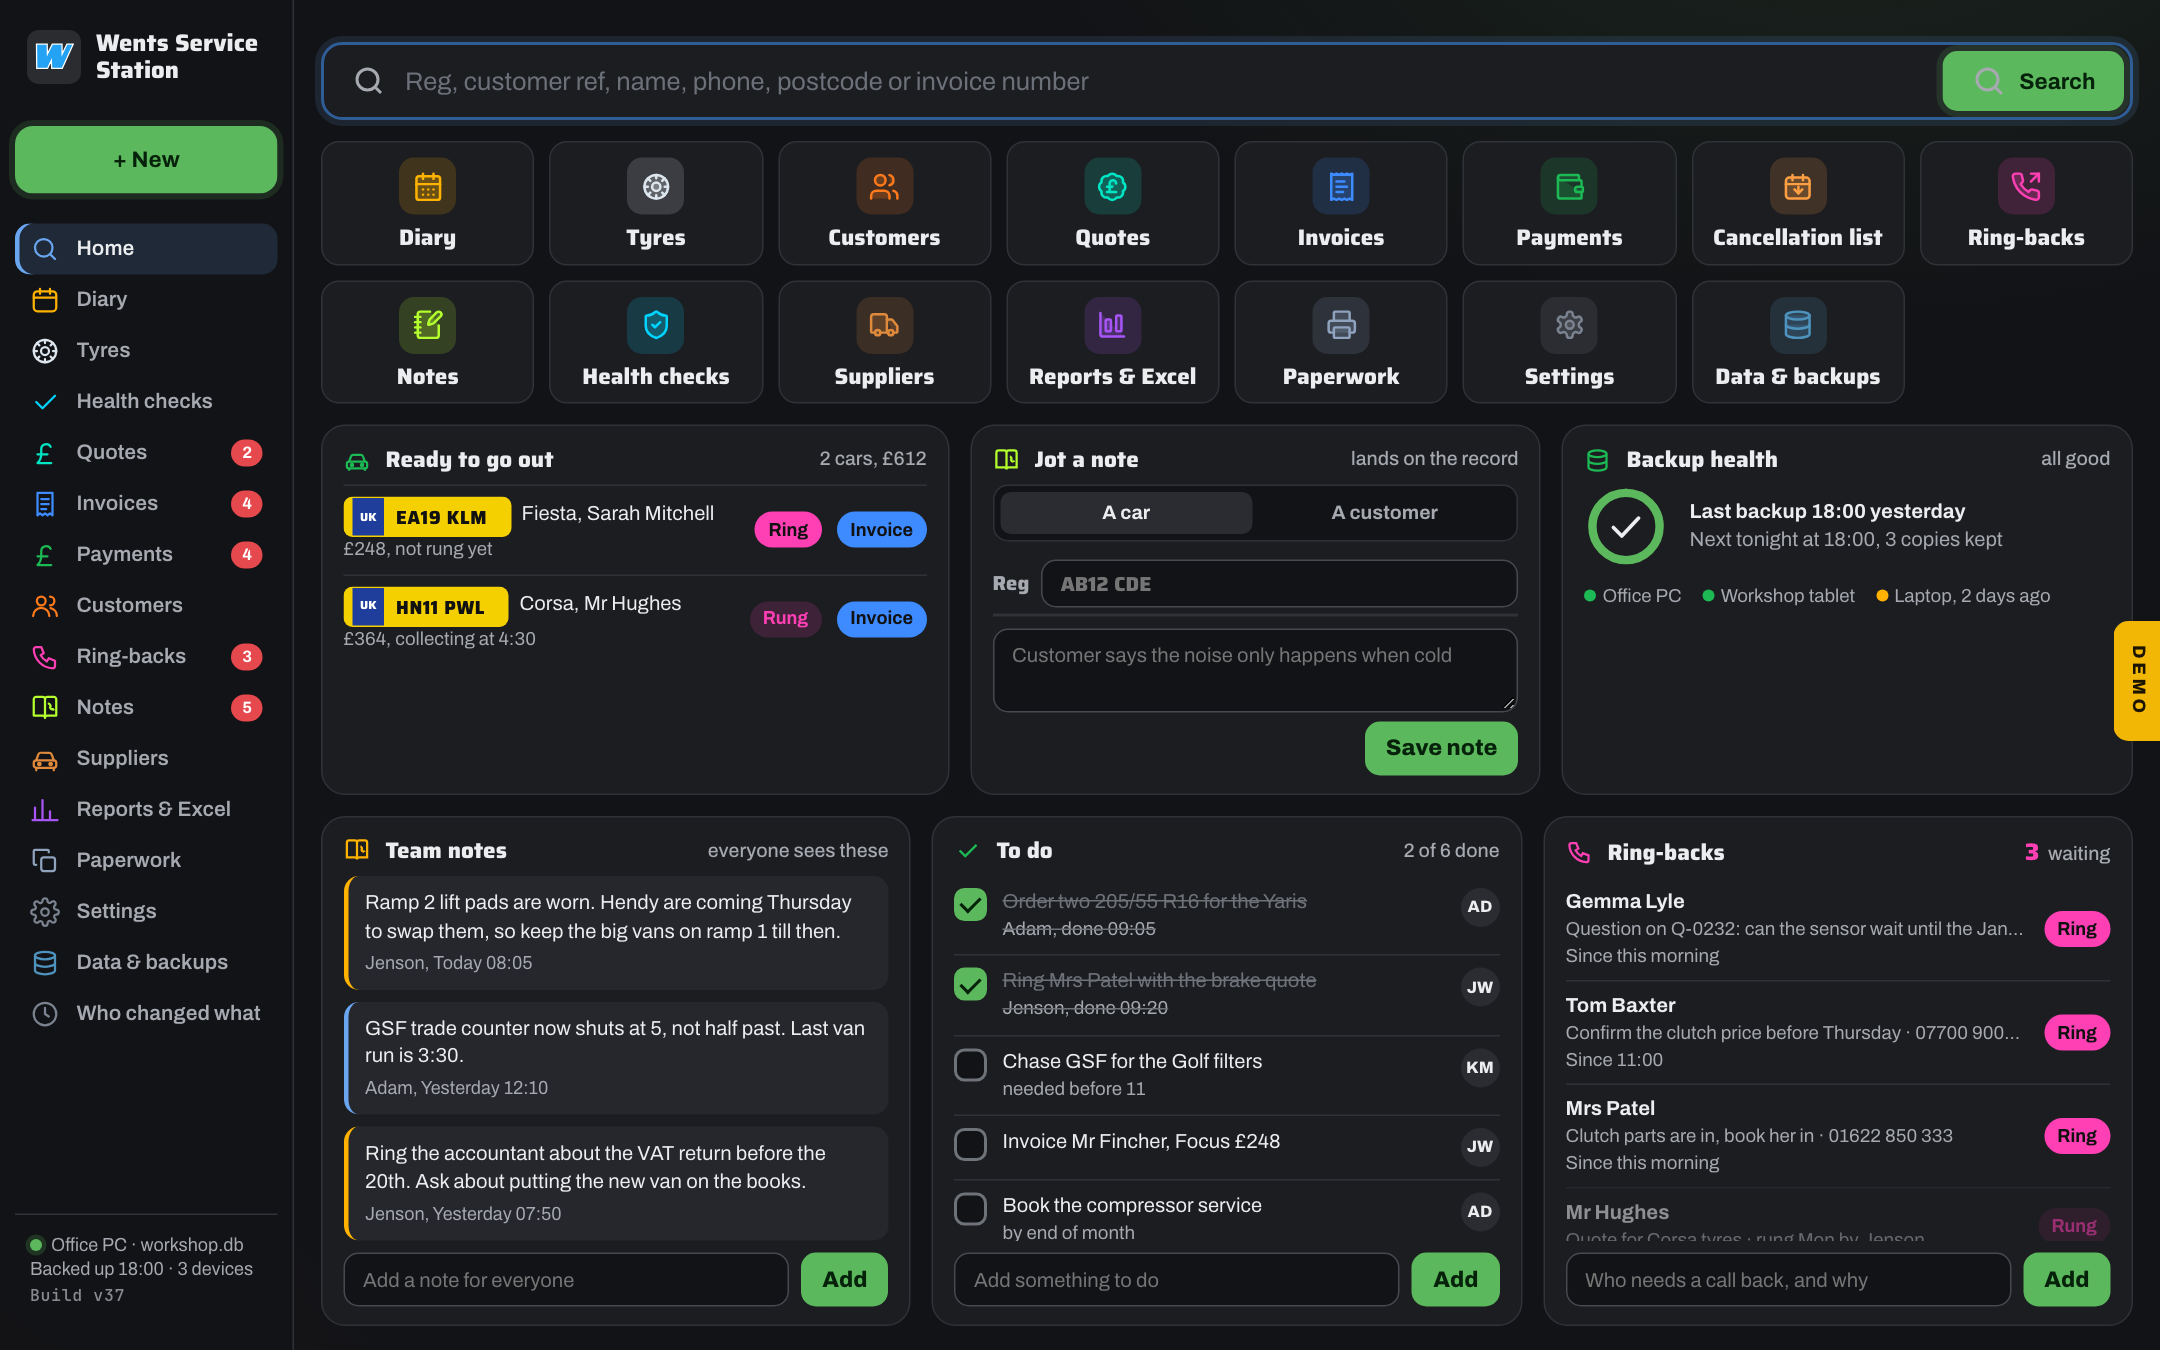 W
Wents Service
Station
+ New
Home
Diary
Tyres
Health checks
Quotes 2
Invoices 4
Payments 4
Customers
Ring-backs 3
Notes 5
Suppliers
Reports & Excel
Paperwork
Settings
Data & backups
Who changed what
Office PC · workshop.db
Backed up 18:00 · 3 devices
Build v37
Reg, customer ref, name, phone, postcode or invoice number
Search
Diary
Tyres
Customers
Quotes
Invoices
Payments
Cancellation list
Ring-backs
Notes
Health checks
Suppliers
Reports & Excel
Paperwork
Settings
Data & backups
Ready to go out
2 cars, £612
UK EA19 KLM Fiesta, Sarah Mitchell
£248, not rung yet
Ring
Invoice
UK HN11 PWL Corsa, Mr Hughes
£364, collecting at 4:30
Rung
Invoice
Jot a note
lands on the record
A car
A customer
Reg AB12 CDE
Customer says the noise only happens when cold
Save note
Backup health
all good
Last backup 18:00 yesterday
Next tonight at 18:00, 3 copies kept
Office PC
Workshop tablet
Laptop, 2 days ago
DEMO
Team notes
everyone sees these
Ramp 2 lift pads are worn. Hendy are coming Thursday
to swap them, so keep the big vans on ramp 1 till then.
Jenson, Today 08:05
GSF trade counter now shuts at 5, not half past. Last van
run is 3:30.
Adam, Yesterday 12:10
Ring the accountant about the VAT return before the
20th. Ask about putting the new van on the books.
Jenson, Yesterday 07:50
Add a note for everyone
Add
To do
2 of 6 done
Order two 205/55 R16 for the Yaris
Adam, done 09:05
AD
Ring Mrs Patel with the brake quote
Jenson, done 09:20
JW
Chase GSF for the Golf filters
needed before 11
KM
Invoice Mr Fincher, Focus £248
JW
Book the compressor service
by end of month
AD
Add something to do
Add
Ring-backs
3 waiting
Gemma Lyle
Question on Q-0232: can the sensor wait until the Jan...
Since this morning
Ring
Tom Baxter
Confirm the clutch price before Thursday · 07700 900...
Since 11:00
Ring
Mrs Patel
Clutch parts are in, book her in · 01622 850 333
Since this morning
Ring
Mr Hughes
Quote for Corsa tyres · rung Mon by Jenson
Rung
Who needs a call back, and why
Add